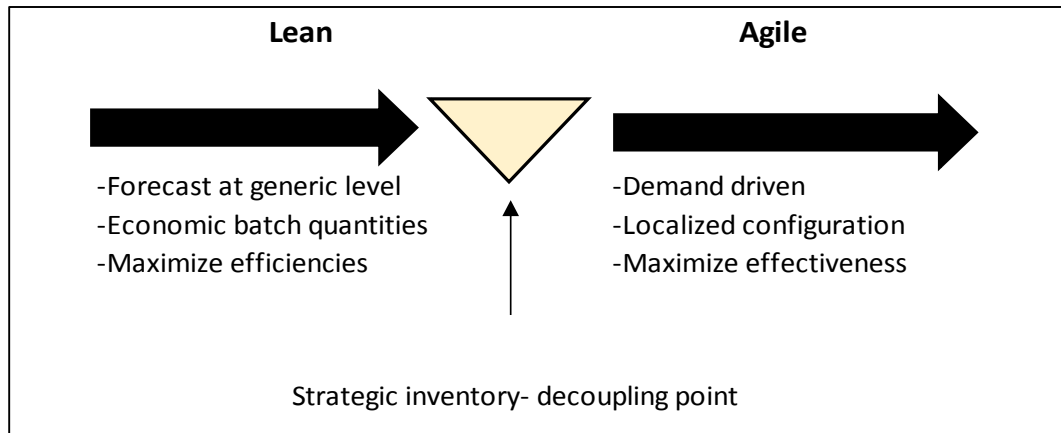 Lean
Agile
-Forecast at generic level
-Economic batch quantities
-Maximize efficiencies
-Demand driven
-Localized configuration
-Maximize effectiveness
Strategic inventory- decoupling point